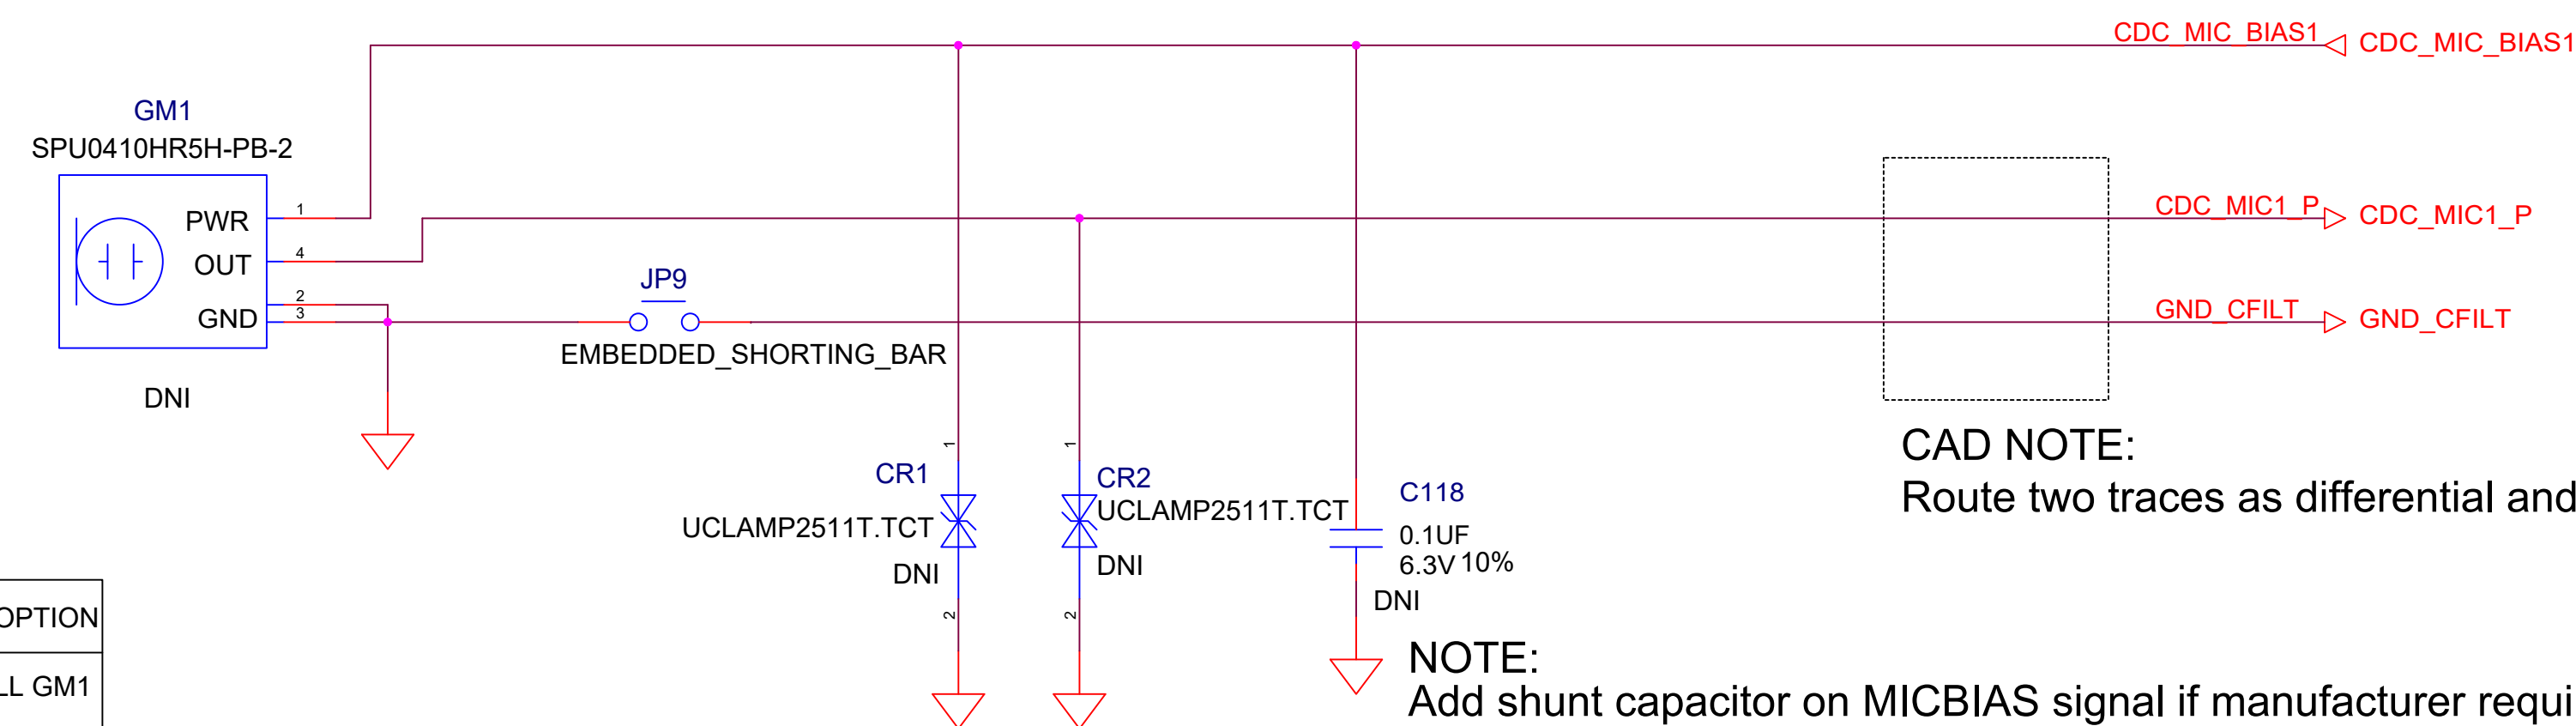 CDC_MIC_BIAS1 CDC_MIC_BIAS1
GM1
SPU0410HR5H-PB-2
PWR 1
OUT 4
2
GND 3
CDC_MIC1_P CDC_MIC1_P
JP9
EMBEDDED_SHORTING_BAR
GND_CFILT GND_CFILT
DNI
CAD NOTE:
Route two traces as differential and
1
CR1
UCLAMP2511T.TCT
DNI
2
1
CR2
UCLAMP2511T.TCT
DNI
2
C118
0.1UF
6.3V 10%
DNI
OPTION
LL GM1
NOTE:
Add shunt capacitor on MICBIAS signal if manufacturer